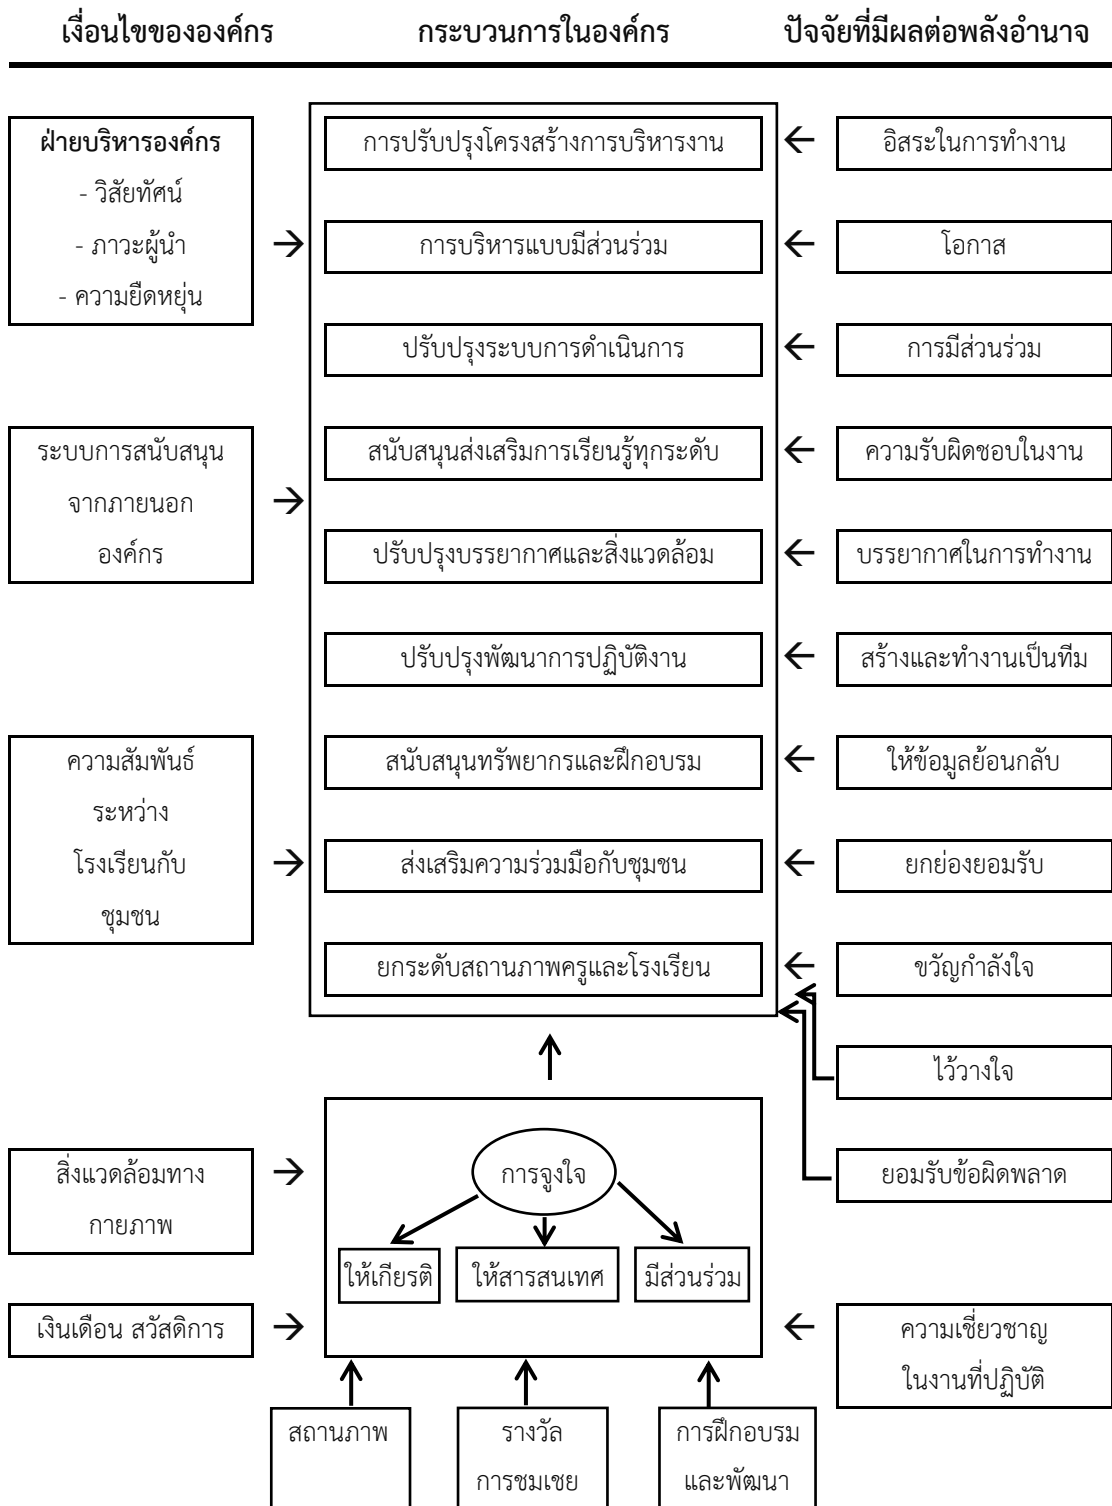 เงื่อนไขขององค์กร
กระบวนการในองค์กร
ปัจจัยที่มีผลต่อพลังอำนาจ
ฝ่ายบริหารองค์กร
- วิสัยทัศน์
- ภาวะผู้นำ
- ความยืดหยุ่น
ระบบการสนับสนุน
จากภายนอก
องค์กร
ความสัมพันธ์
ระหว่าง
โรงเรียนกับ
ชุมชน
สิ่งแวดล้อมทาง
กายภาพ
เงินเดือน สวัสดิการ
การปรับปรุงโครงสร้างการบริหารงาน
การบริหารแบบมีส่วนร่วม
ปรับปรุงระบบการดำเนินการ
สนับสนุนส่งเสริมการเรียนรู้ทุกระดับ
ปรับปรุงบรรยากาศและสิ่งแวดล้อม
ปรับปรุงพัฒนาการปฏิบัติงาน
สนับสนุนทรัพยากรและฝึกอบรม
ส่งเสริมความร่วมมือกับชุมชน
ยกระดับสถานภาพครูและโรงเรียน
การจูงใจ
ให้เกียรติ
ให้สารสนเทศ
มีส่วนร่วม
สถานภาพ
รางวัล
การชมเชย
การฝึกอบรม
และพัฒนา
อิสระในการทำงาน
โอกาส
การมีส่วนร่วม
ความรับผิดชอบในงาน
บรรยากาศในการทำงาน
สร้างและทำงานเป็นทีม
ให้ข้อมูลย้อนกลับ
ยกย่องยอมรับ
ขวัญกำลังใจ
ไว้วางใจ
ยอมรับข้อผิดพลาด
ความเชี่ยวชาญ
ในงานที่ปฏิบัติ